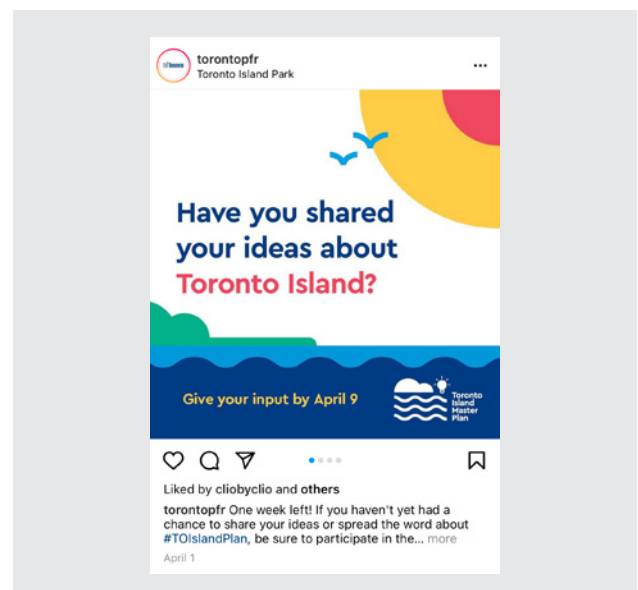 torontopfr
Toronto Island Park
Have you shared
your ideas about
Toronto Island?
Give your input by April 9
Toronto
Island
Master
Plan
Liked by cliobyclio and others
torontopfr One week left! If you haven't yet had a
chance to share your ideas or spread the word about
#TOIslandPlan, be sure to participate in the... more
April 1